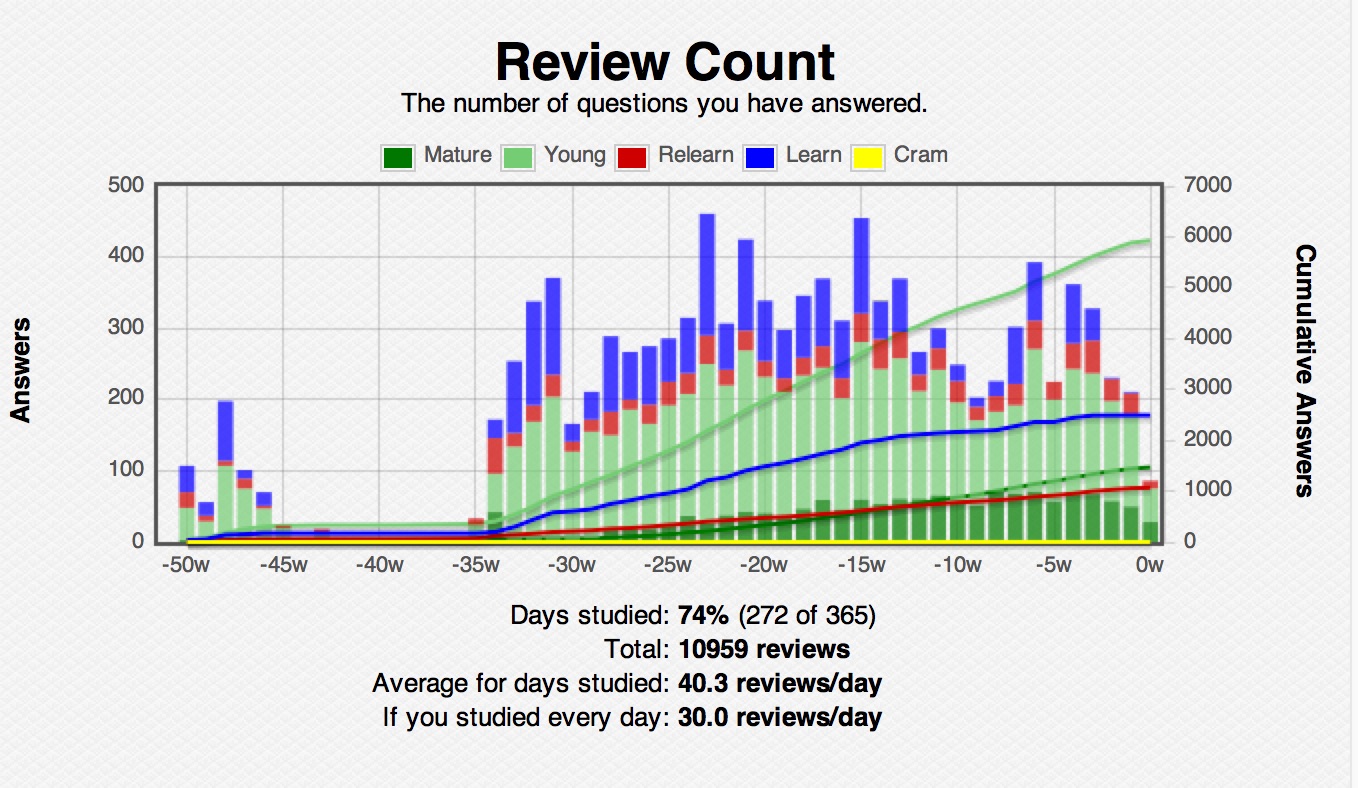 Review Count
The number of questions you have answered.
Mature Young Relearn Learn Cram
500 7000
6000
400
5000
300 4000
3000
200
2000
100
1000
0 0
Answers
Cumulative Answers
-50w -45w -40w -35w -30w -25w -20w -15w -10w -5w 0w
Days studied: 74% (272 of 365)
Total: 10959 reviews
Average for days studied: 40.3 reviews/day
If you studied every day: 30.0 reviews/day